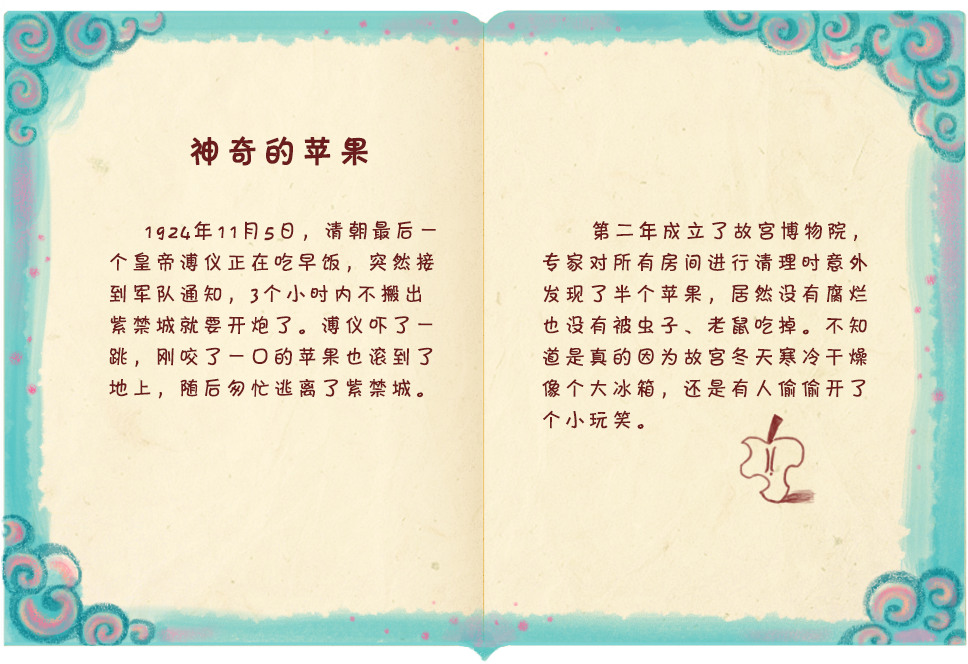 神奇的苹果
1924年11月5日，清朝最后一
个皇帝溥仪正在吃早饭，突然接
到军队通知，3个小时内不搬出
紫禁城就要开炮了。溥仪吓了一
跳，刚咬了一口的苹果也滚到了
地上，随后匆忙逃离了紫禁城。
第二年成立了故宫博物院，
专家对所有房间进行清理时意外
发现了半个苹果，居然没有腐烂
也没有被虫子、老鼠吃掉。不知
道是真的因为故宫冬天寒冷干燥
像个大冰箱，还是有人偷偷开了
个小玩笑。